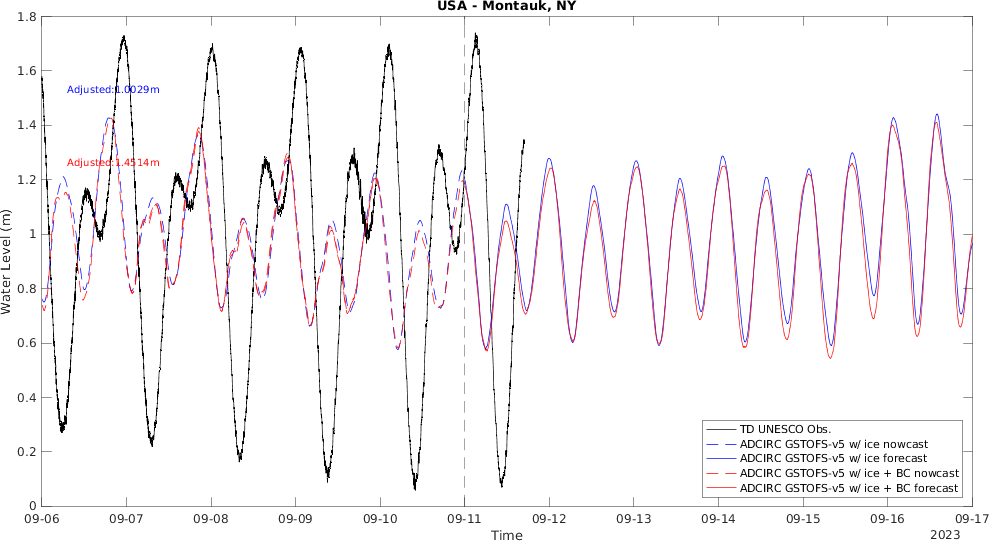 USA - Montauk, NY
1.8
1.6
1.4
1.2
1
0.8
0.6
0.4
0.2
0
Water Level (m)
Adjusted:1.0029m
Adjusted:1.4514m
TD UNESCO Obs.
ADCIRC GSTOFS-v5 w/ ice nowcast
ADCIRC GSTOFS-v5 w/ ice forecast
ADCIRC GSTOFS-v5 w/ ice + BC nowcast
ADCIRC GSTOFS-v5 w/ ice + BC forecast
09-06 09-07 09-08 09-09 09-10 09-11 09-12 09-13 09-14 09-15 09-16 09-17
Time
2023